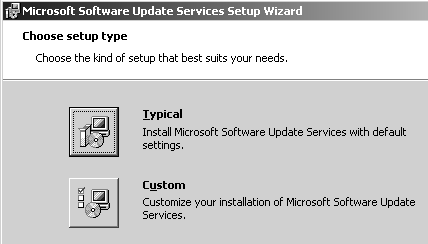 Microsoft Software Update Services Setup Wizard
Choose setup type
Choose the kind of setup that best suits your needs.
Typical
Install Microsoft Software Update Services with default
settings.
Custom
Customize your installation of Microsoft Software Update
Services.